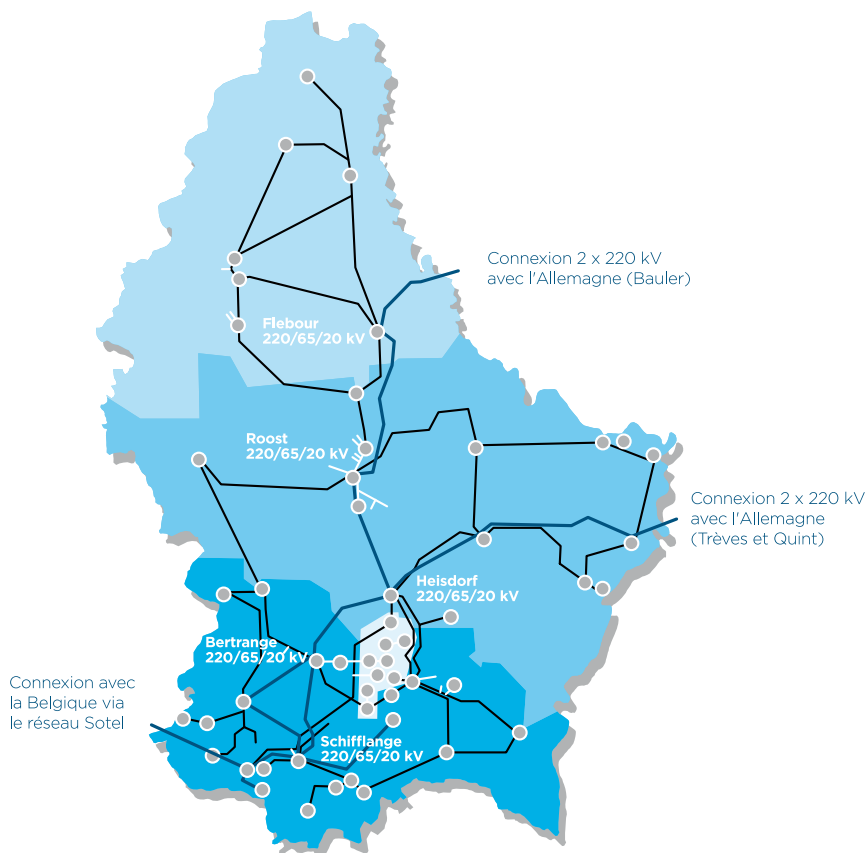 Connexion 2 x 220 kV
avec l'Allemagne (Bauler)
Flebour
220/65/20 kV
Roost
220/65/20 kV
Connexion 2 x 220 kV
avec l'Allemagne
(Trèves et Quint)
Heisdorf
220/65/20 kV
Bertrange
220/65/20 kV
Connexion avec
la Belgique via
le réseau Sotel
Schifflange
220/65/20 kV